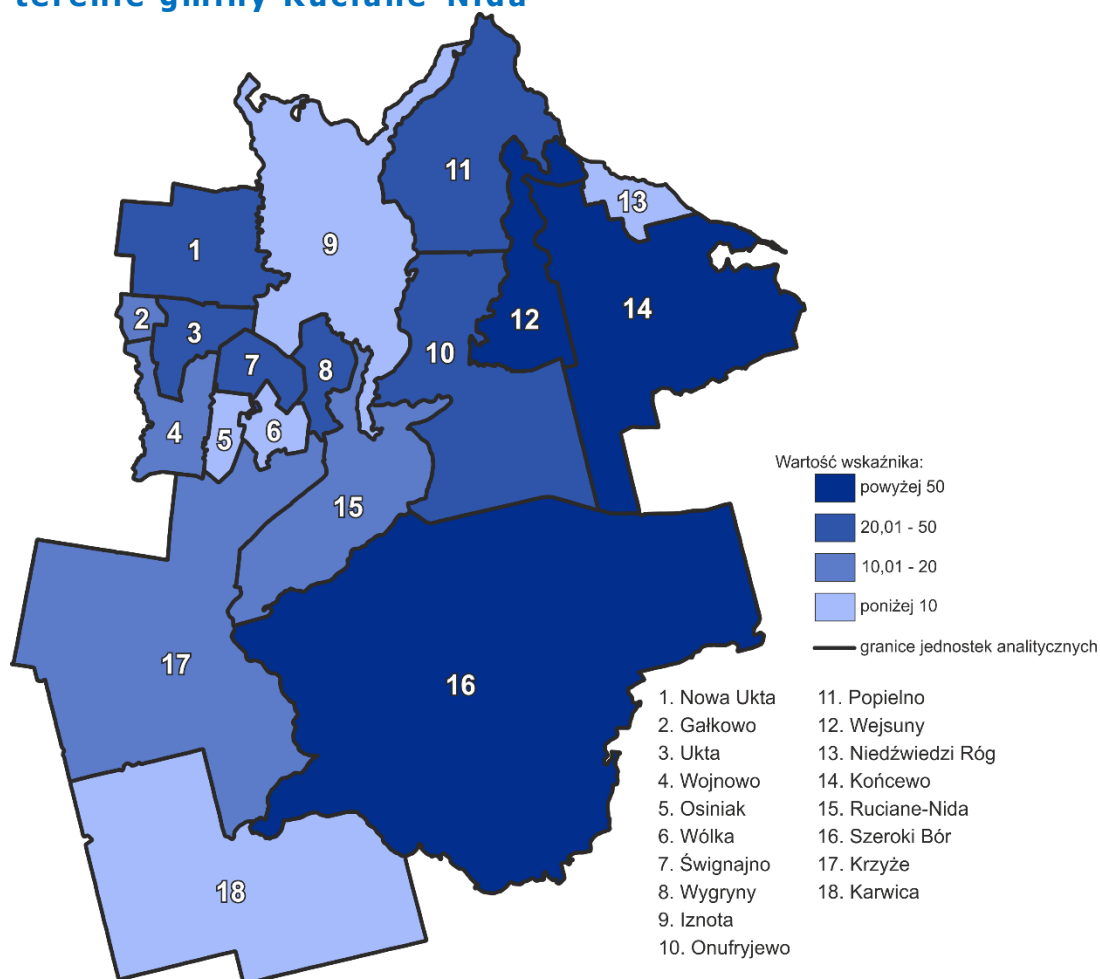 terenie gminy Ruciane-Nida
11
13
1
9
14
2
3
12
10
7
8
4
5
6
15
17
16
18
Wartość wskaźnika:
powyżej 50
20,01 - 50
10,01 - 20
poniżej 10
granice jednostek analitycznych
1. Nowa Ukta
2. Gałkowo
3. Ukta
4. Wojnowo
5. Osiniak
6. Wólka
7. Śwignajno
8. Wygryny
9. Iznota
10. Onufryjewo
11. Popielno
12. Wejsuny
13. Niedźwiedzi Róg
14. Końcewo
15. Ruciane-Nida
16. Szeroki Bór
17. Krzyże
18. Karwica